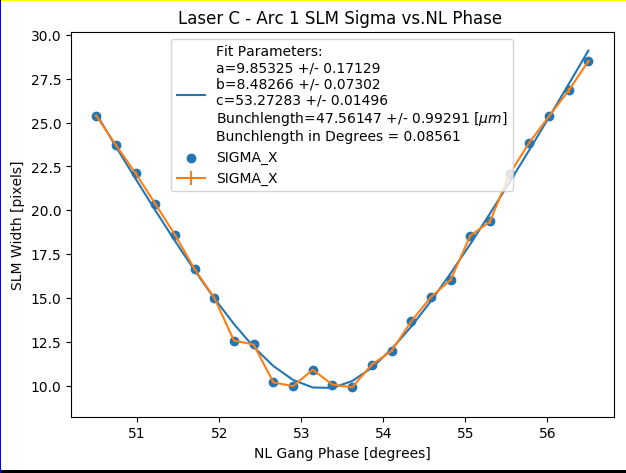 Laser C - Arc 1 SLM Sigma vs.NL Phase
30.0
27.5
25.0
22.5
20.0
17.5
15.0
12.5
10.0
SLM Width [pixels]
Fit Parameters:
a=9.85325 +/- 0.17129
b=8.48266 +/- 0.07302
c=53.27283 +/- 0.01496
Bunchlength=47.56147 +/- 0.99291 [μm]
Bunchlength in Degrees = 0.08561
SIGMA_X
SIGMA_X
51 52 53 54 55 56
NL Gang Phase [degrees]